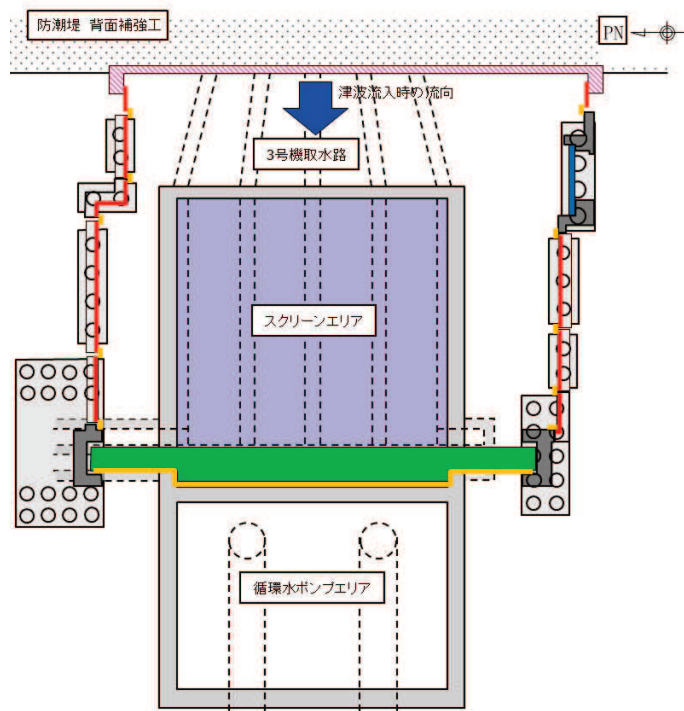 防潮堤 背面補強工
PN
津波流入時の流向
3号機取水路
スクリーンエリア
循環水ポンプエリア